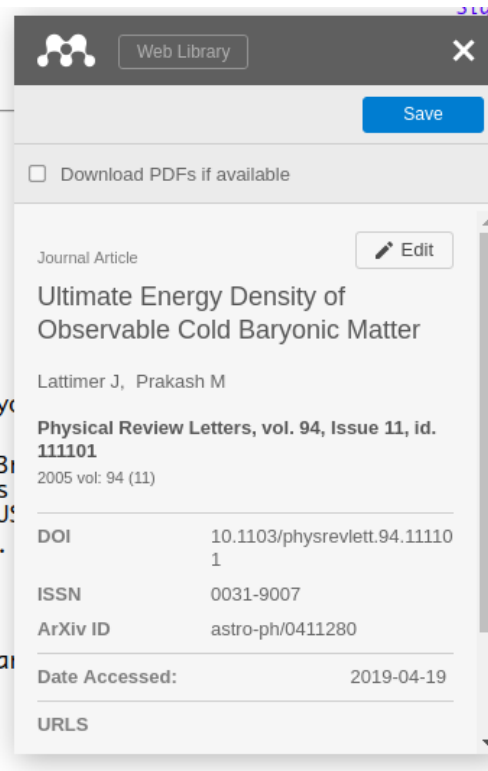 Web Library
Save
Download PDFs if available
Journal Article
Edit
Ultimate Energy Density of
Observable Cold Baryonic Matter
Lattimer J, Prakash M
Physical Review Letters, vol. 94, Issue 11, id.
111101
2005 vol: 94 (11)
DOI 10.1103/physrevlett.94.11110
1
ISSN 0031-9007
ArXiv ID astro-ph/0411280
Date Accessed: 2019-04-19
URLS